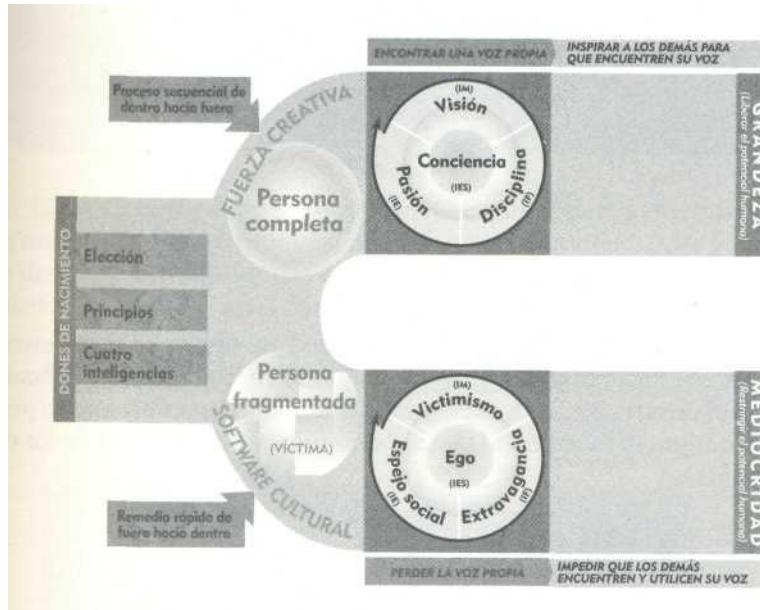 ENCONTRAR UNA VOZ PROPIA
INSPIRAR A LOS DEMÁS PARA
QUE ENCUENTREN SU VOZ
Proceso secuencial de
dentro hacia fuera
FUERZA CREATIVA
Persona
completa
(IM)
Visión
Conciencia
(IES)
Pasión
(IE)
Disciplina
(IF)
GRANDEZA
(Liberar el potencial humano)
DONES DE NACIMIENTO
Elección
Principios
Cuatro
inteligencias
Persona
fragmentada
(VÍCTIMA)
SOFTWARE CULTURAL
Remedio rápido de
fuera hacia dentro
(IM)
Victimismo
Ego
(IES)
Espejo social
(IE)
Extravagancia
(IF)
MEDIOCRIDAD
(Restringir el potencial humano)
PERDER LA VOZ PROPIA
IMPEDIR QUE LOS DEMÁS
ENCUENTREN Y UTILICEN SU VOZ